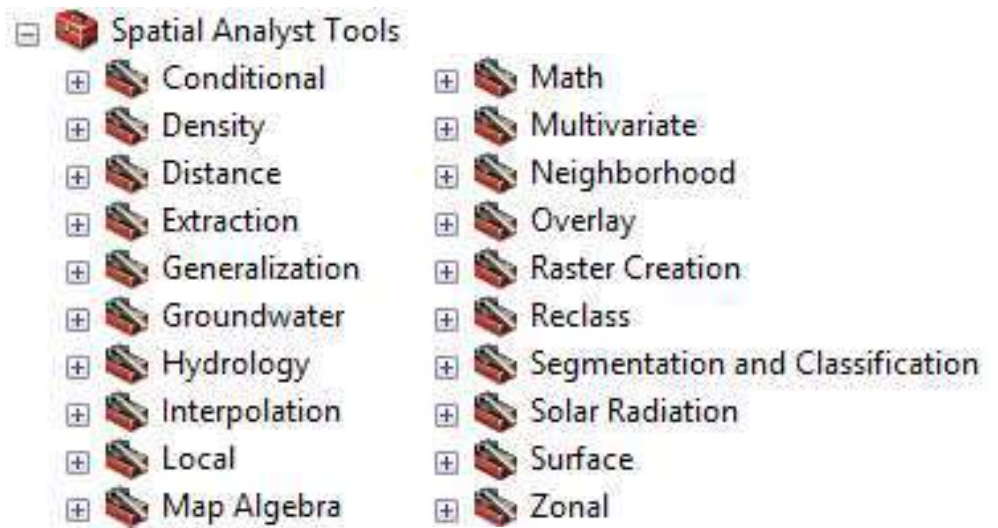 Spatial Analyst Tools
Conditional
Density
Distance
Extraction
Generalization
Groundwater
Hydrology
Interpolation
Local
Map Algebra
Math
Multivariate
Neighborhood
Overlay
Raster Creation
Reclass
Segmentation and Classification
Solar Radiation
Surface
Zonal